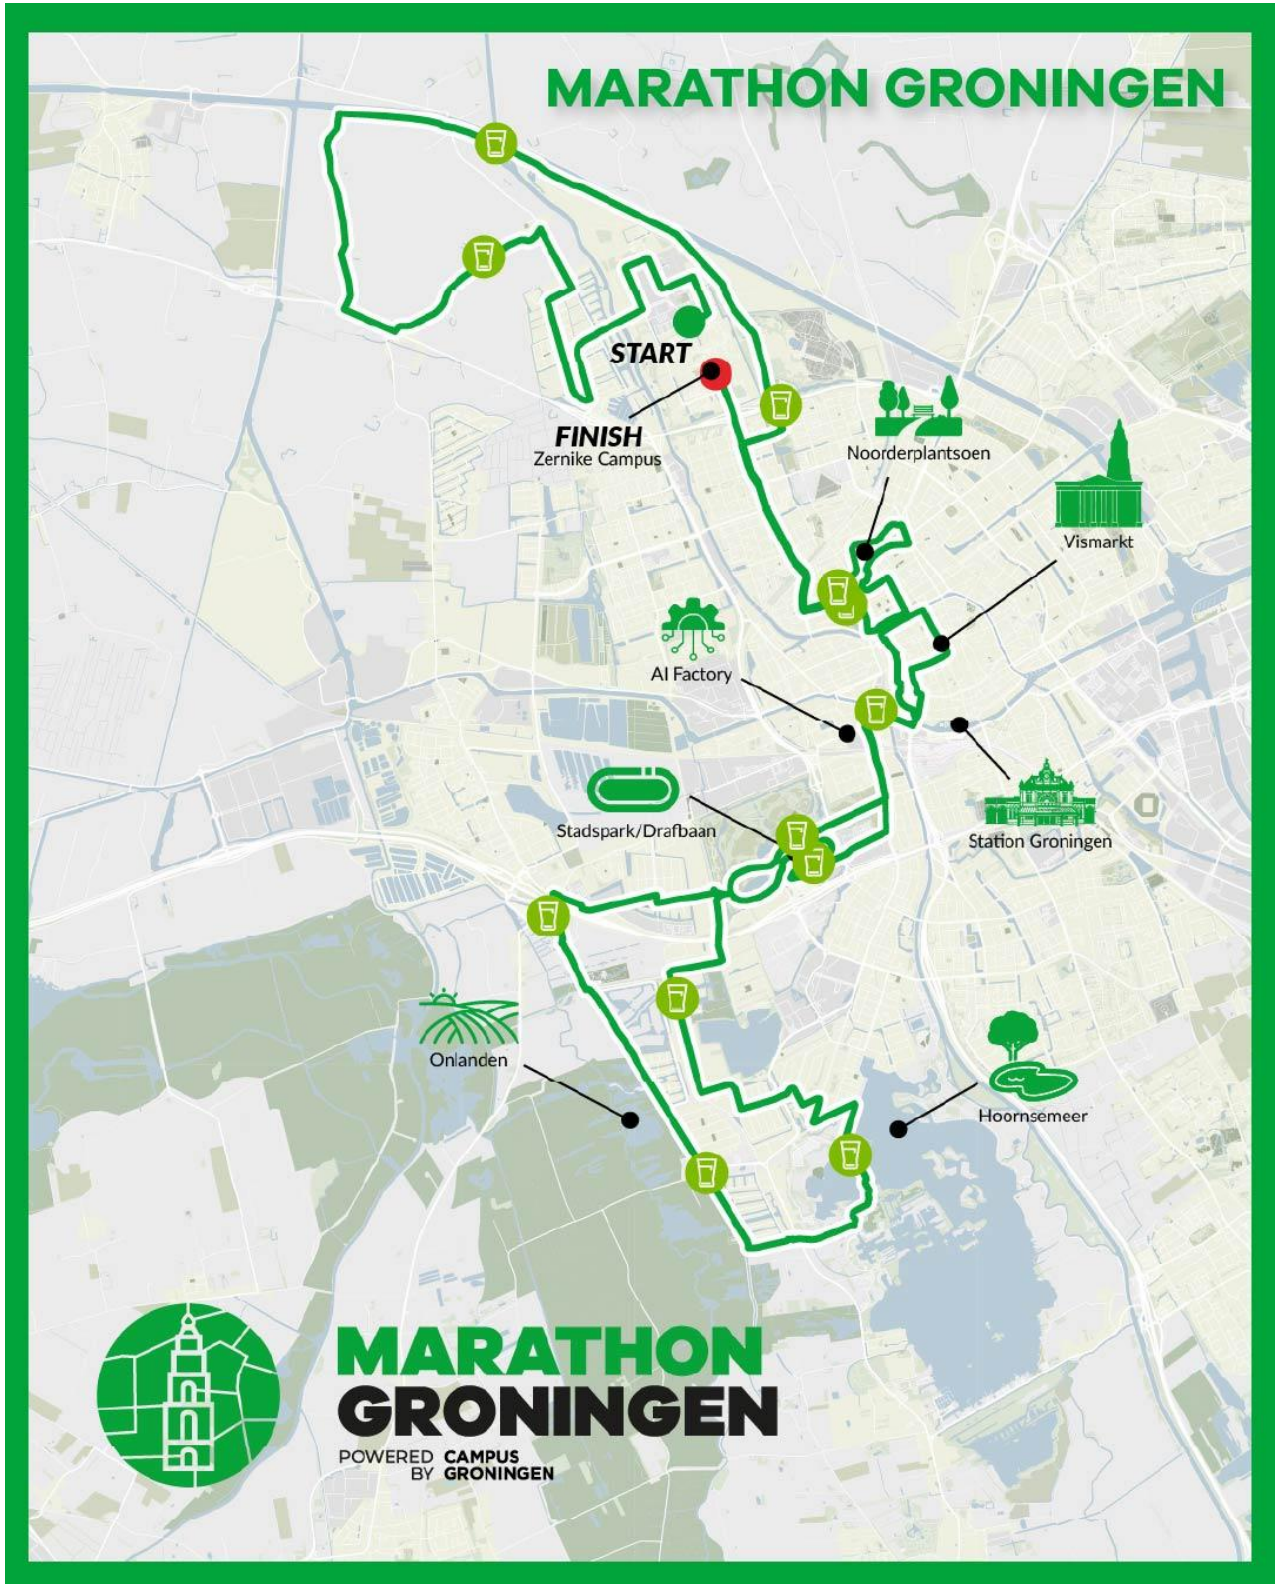 MARATHON GRONINGEN
START
FINISH
Zernike Campus
Noorderplantsoen
Vismarkt
AI Factory
Stadspark/Drafbaan
Station Groningen
Onlanden
Hoornsemeer
MARATHON
GRONINGEN
POWERED CAMPUS
BY GRONINGEN